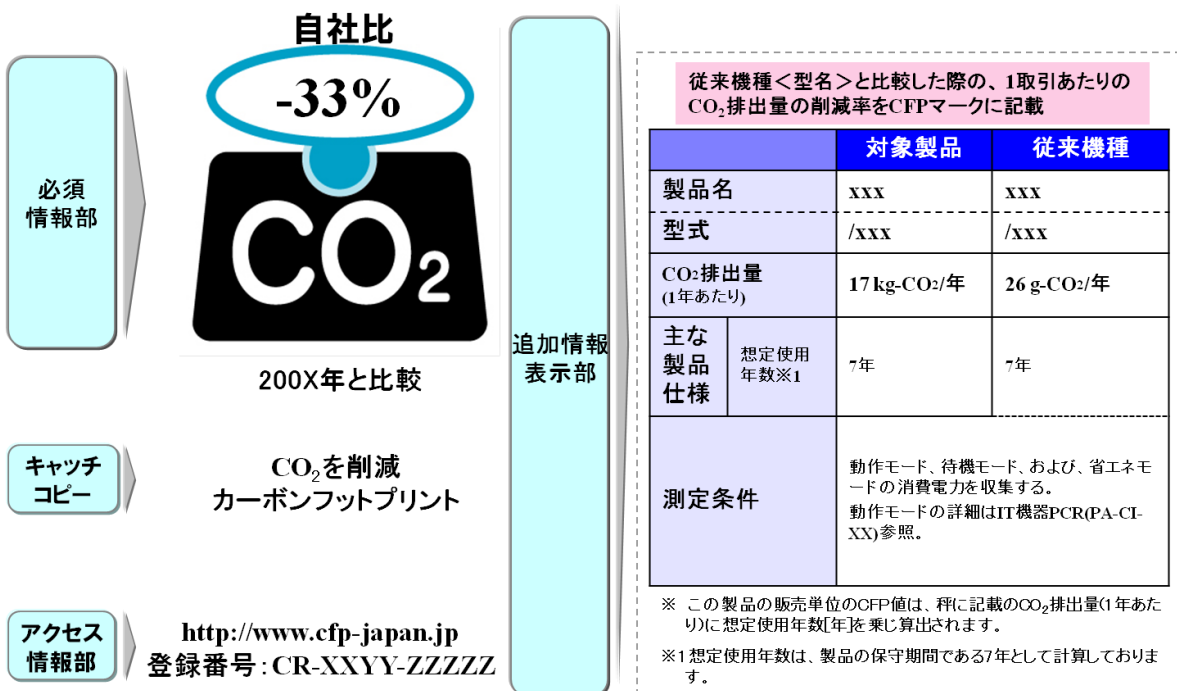 必須
情報部
自社比
-33%
CO2
200X年と比較
キャッチ
コピー
CO2を削減
カーボンフットプリント
アクセス
情報部
http://www.cfp-japan.jp
登録番号：CR-XXYY-ZZZZZ
追加情報
表示部
従来機種＜型名＞と比較した際の、1取引あたりの
CO2排出量の削減率をCFPマークに記載
対象製品 従来機種
製品名 xxx xxx
型式 /xxx /xxx
CO2排出量
(1年あたり) 17 kg-CO2/年 26 g-CO2/年
主な
製品
仕様
想定使用
年数※1
7年 7年
測定条件
動作モード、待機モード、および、省エネモ
ードの消費電力を収集する。
動作モードの詳細はIT機器PCR(PA-CI-
XX)参照。
※ この製品の販売単位のCFP値は、秤に記載のCO2排出量(1年あた
り)に想定使用年数[年]を乗じ算出されます。
※1 想定使用年数は、製品の保守期間である7年として計算しておりま
す。